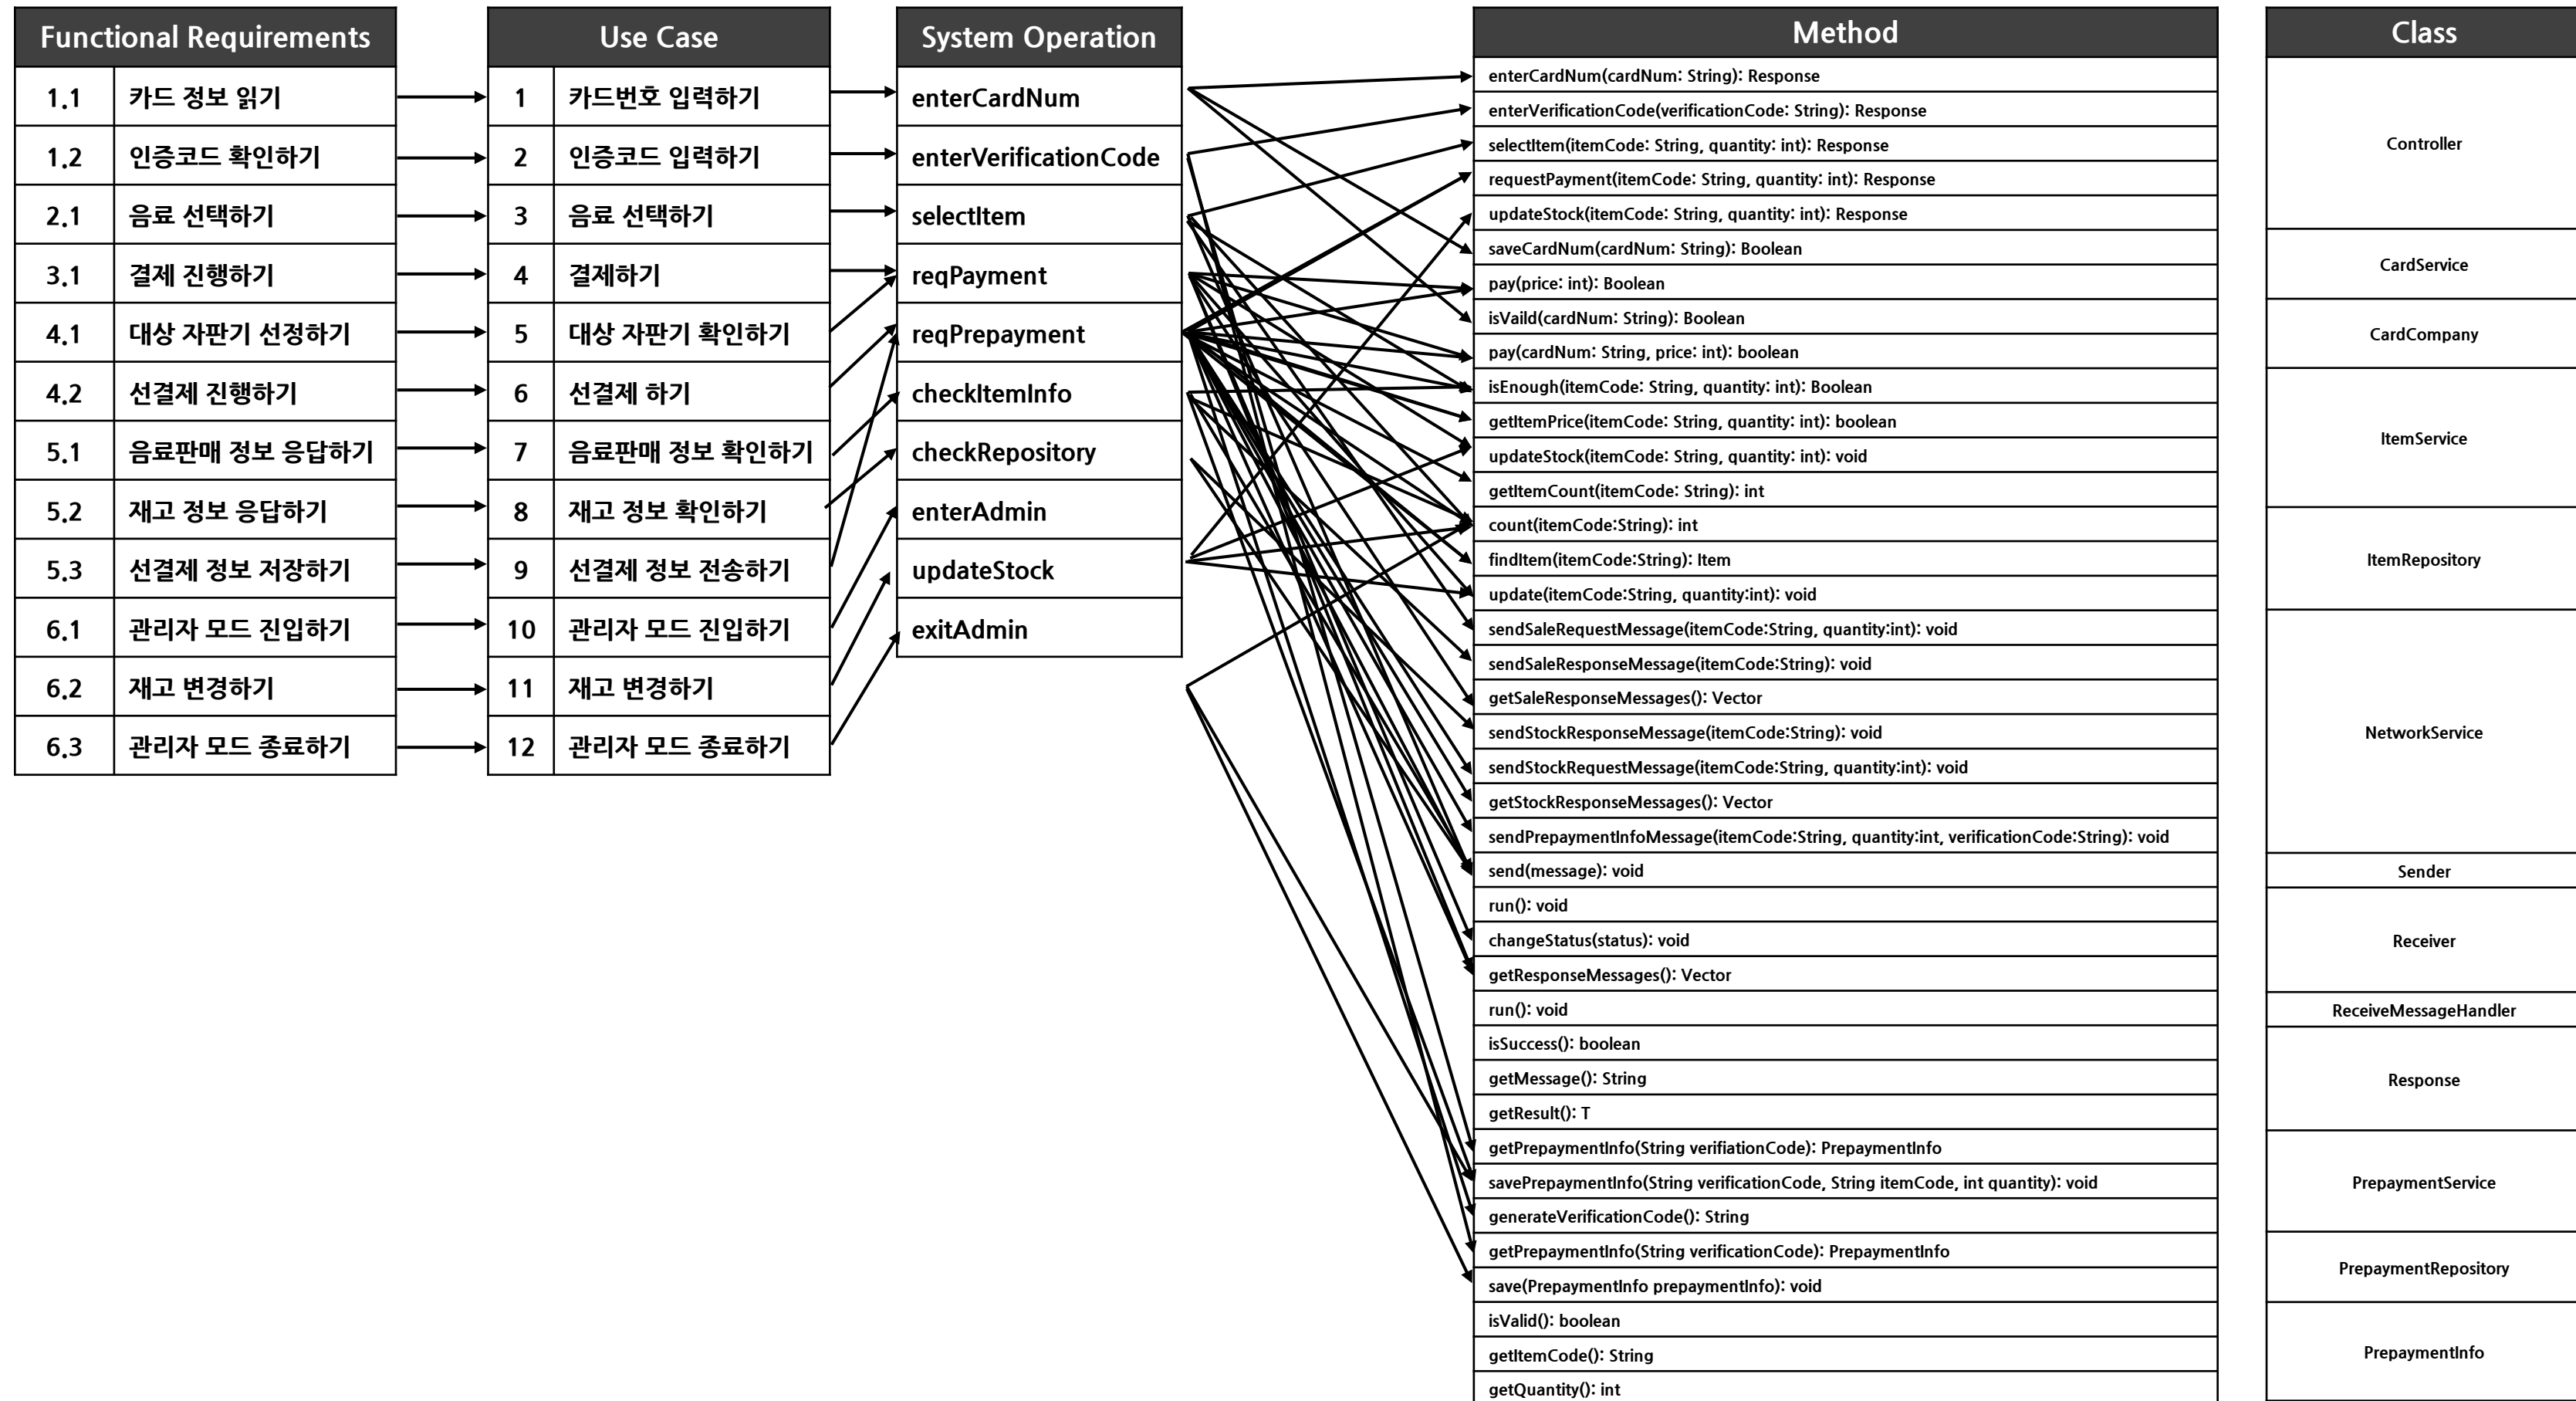 Functional Requirements
1.1 카드 정보 읽기
1.2 인증코드 확인하기
2.1 음료 선택하기
3.1 결제 진행하기
4.1 대상 자판기 선정하기
4.2 선결제 진행하기
5.1 음료판매 정보 응답하기
5.2 재고 정보 응답하기
5.3 선결제 정보 저장하기
6.1 관리자 모드 진입하기
6.2 재고 변경하기
6.3 관리자 모드 종료하기
Use Case
1 카드번호 입력하기
2 인증코드 입력하기
3 음료 선택하기
4 결제하기
5 대상 자판기 확인하기
6 선결제 하기
7 음료판매 정보 확인하기
8 재고 정보 확인하기
9 선결제 정보 전송하기
10 관리자 모드 진입하기
11 재고 변경하기
12 관리자 모드 종료하기
System Operation
enterCardNum
enterVerificationCode
selectItem
reqPayment
reqPrepayment
checkItemInfo
checkRepository
enterAdmin
updateStock
exitAdmin
Method
enterCardNum(cardNum: String): Response
enterVerificationCode(verificationCode: String): Response
selectItem(itemCode: String, quantity: int): Response
requestPayment(itemCode: String, quantity: int): Response
updateStock(itemCode: String, quantity: int): Response
saveCardNum(cardNum: String): Boolean
pay(price: int): Boolean
isVaild(cardNum: String): Boolean
pay(cardNum: String, price: int): boolean
isEnough(itemCode: String, quantity: int): Boolean
getItemPrice(itemCode: String, quantity: int): boolean
updateStock(itemCode: String, quantity: int): void
getItemCount(itemCode: String): int
count(itemCode:String): int
findItem(itemCode:String): Item
update(itemCode:String, quantity:int): void
sendSaleRequestMessage(itemCode:String, quantity:int): void
sendSaleResponseMessage(itemCode:String): void
getSaleResponseMessages(): Vector
sendStockResponseMessage(itemCode:String): void
sendStockRequestMessage(itemCode:String, quantity:int): void
getStockResponseMessages(): Vector
sendPrepaymentInfoMessage(itemCode:String, quantity:int, verificationCode:String): void
send(message): void
run(): void
changeStatus(status): void
getResponseMessages(): Vector
run(): void
isSuccess(): boolean
getMessage(): String
getResult(): T
getPrepaymentInfo(String verifiationCode): PrepaymentInfo
savePrepaymentInfo(String verificationCode, String itemCode, int quantity): void
generateVerificationCode(): String
getPrepaymentInfo(String verificationCode): PrepaymentInfo
save(PrepaymentInfo prepaymentInfo): void
isValid(): boolean
getItemCode(): String
getQuantity(): int
Class
Controller
CardService
CardCompany
ItemService
ItemRepository
NetworkService
Sender
Receiver
ReceiveMessageHandler
Response
PrepaymentService
PrepaymentRepository
PrepaymentInfo